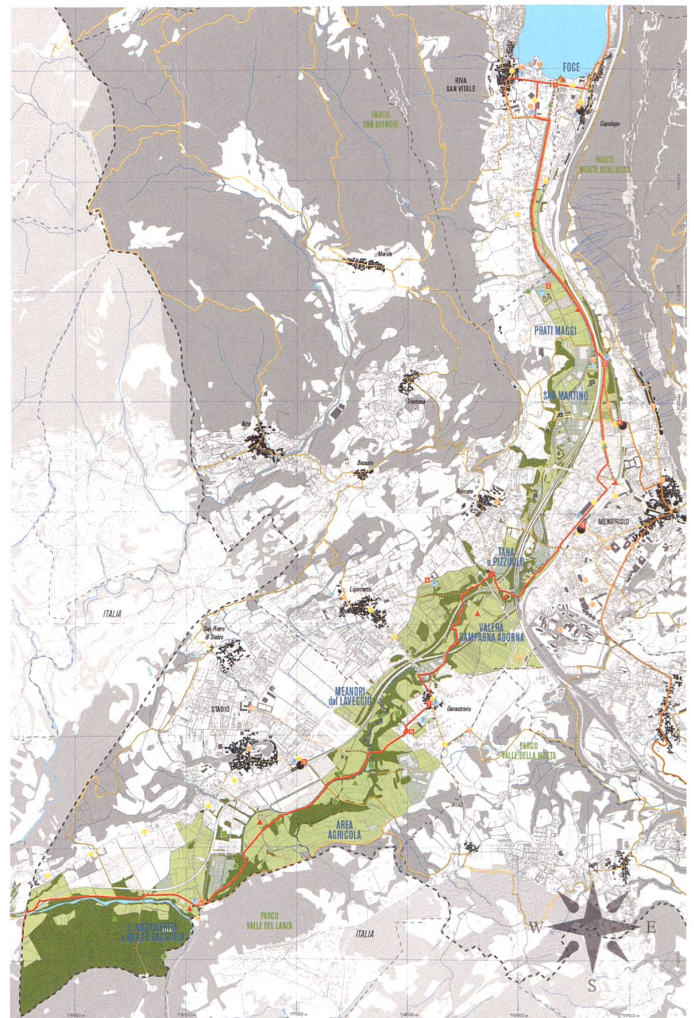 FOCE
RIVA
SAN VITALE
Capolago
PARCO
SAN GIORGIO
PARCO
MONTE GENEROSO
Meride
PRATI MAGGI
SAN MARTINO
Tremona
Arzo
Besazio
Rancate
MENDRISIO
TANA
e PIZZUOLO
Ligornetto
VALERA
CAMPAGNA ADORNA
ITALIA
San Pietro
di Stabio
MEANDRI
del LAVEGGIO
STABIO
Genestrerio
PARCO
VALLE DELLA MOTTA
AREA
AGRICOLA
PARCO
VALLE DEL LANZA
ITALIA
W
E
S